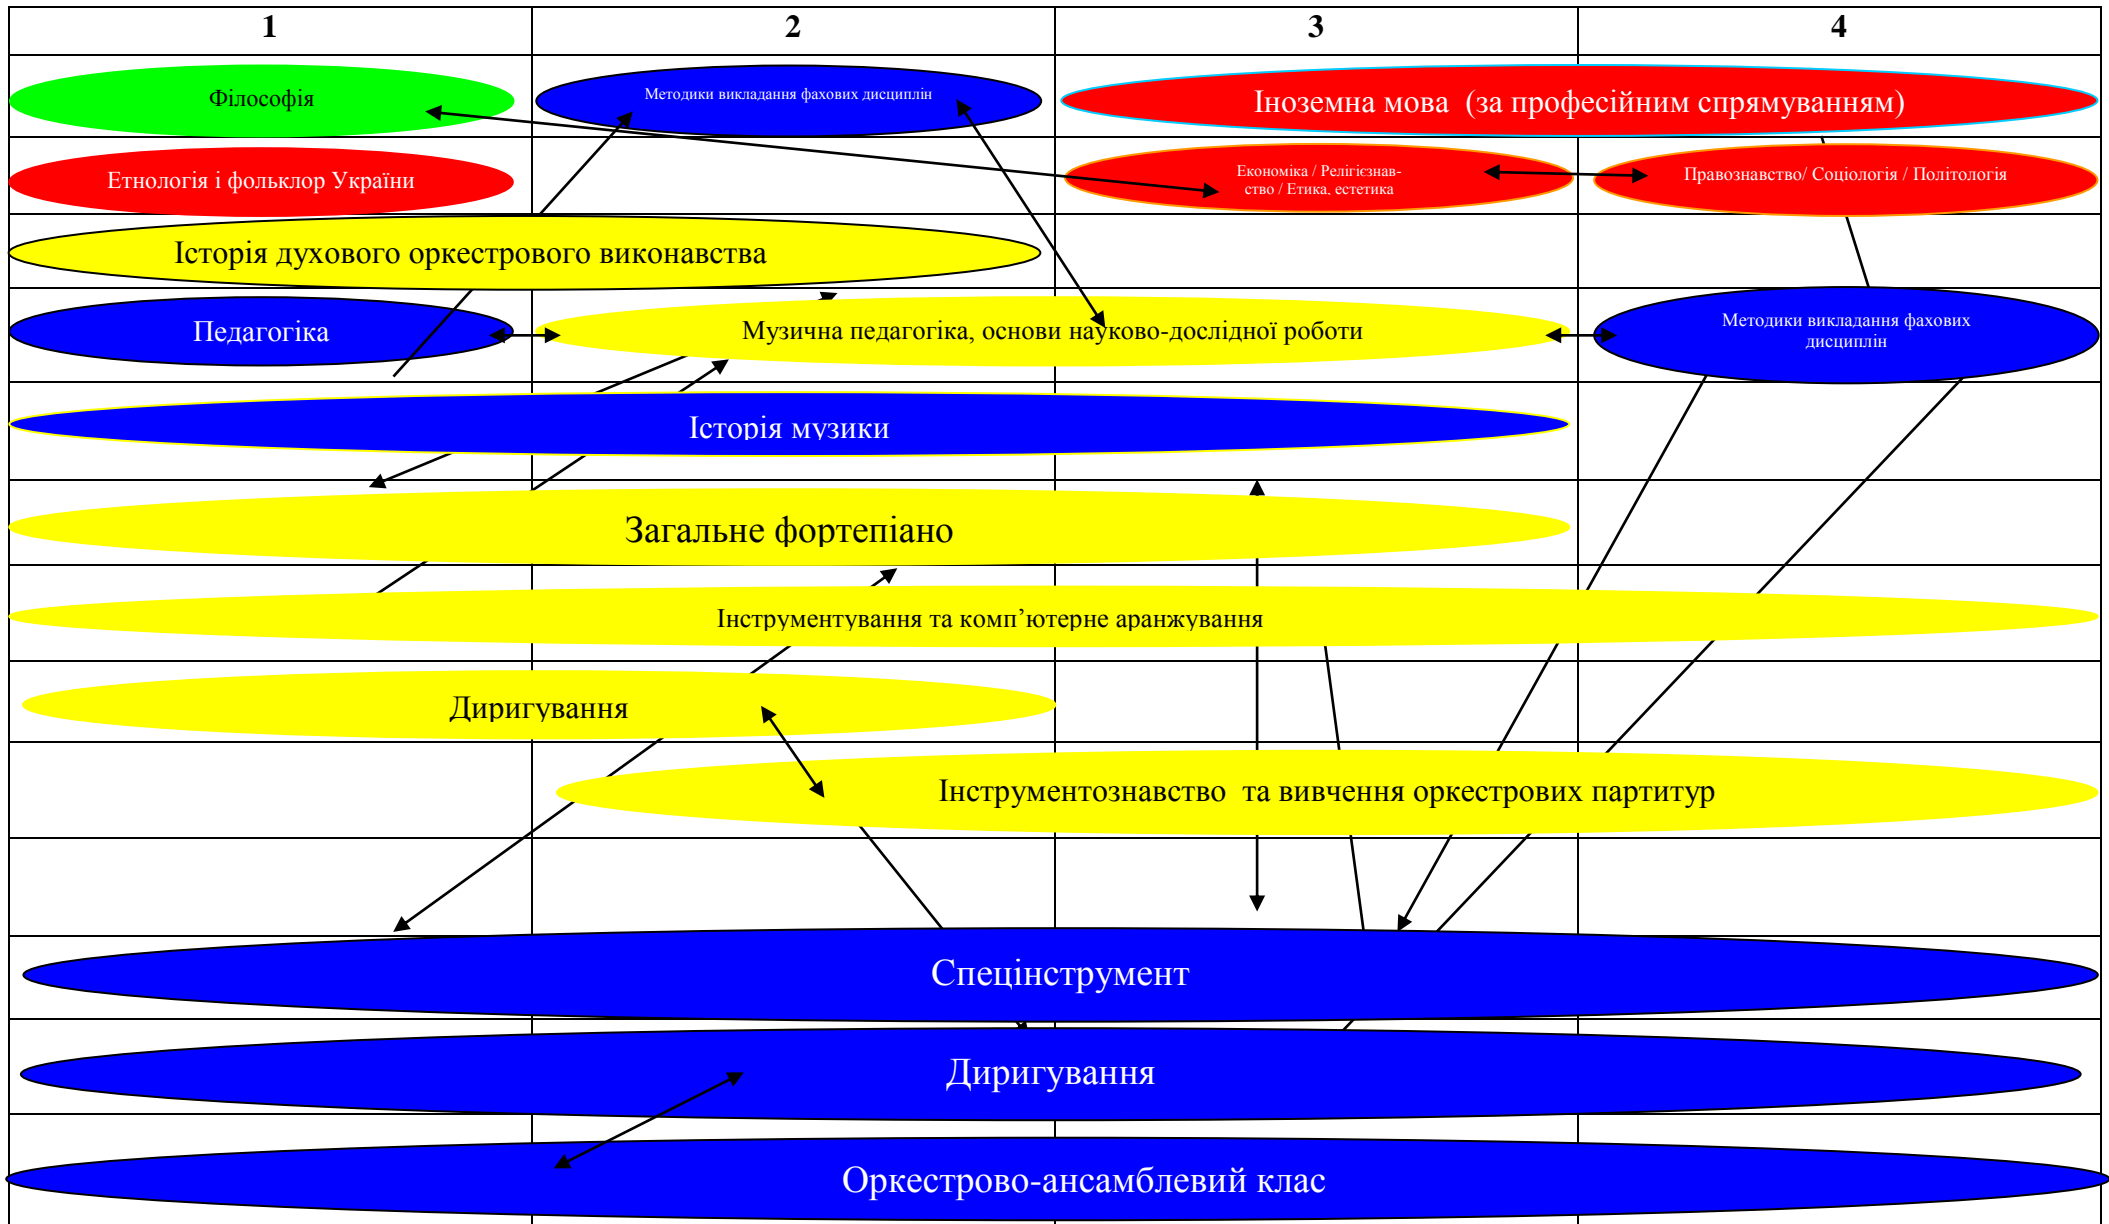 1
2
3
4
Філософія
Методики викладання фахових дисциплін
Іноземна мова (за професійним спрямуванням)
Етнологія і фольклор України
Економіка / Релігієзнав-
ство / Етика, естетика
Правознавство/ Соціологія / Політологія
Історія духового оркестрового виконавства
Педагогіка
Музична педагогіка, основи науково-дослідної роботи
Методики викладання фахових
дисциплін
Історія музики
Загальне фортепіано
Інструментування та комп’ютерне аранжування
Диригування
Інструментознавство та вивчення оркестрових партитур
Спецінструмент
Диригування
Оркестрово-ансамблевий клас